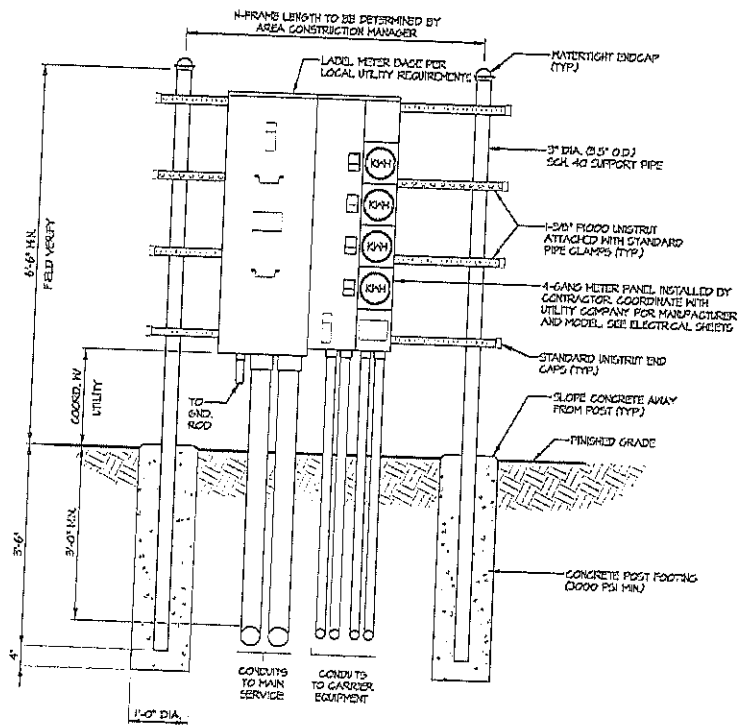 H-FRAME LENGTH TO BE DETERMINED BY
AREA CONSTRUCTION MANAGER
LABEL METER BASE PER
LOCAL UTILITY REQUIREMENTS
WATERTIGHT ENDCAP
(TYP.)
3" DIA. (3.5" O.D.)
SCH. 40 SUPPORT PIPE
KWH
KWH
KWH
KWH
1-5/8" P1000 UNISTRUT
ATTACHED WITH STANDARD
PIPE CLAMPS (TYP.)
4-GANG METER PANEL INSTALLED BY
CONTRACTOR. COORDINATE WITH
UTILITY COMPANY FOR MANUFACTURER
AND MODEL. SEE ELECTRICAL SHEETS
STANDARD UNISTRUT END
CAPS (TYP.)
SLOPE CONCRETE AWAY
FROM POST (TYP.)
FINISHED GRADE
CONCRETE POST FOOTING
(3000 PSI MIN.)
6'-6" MIN.
FIELD VERIFY
COORD. W/
UTILITY
TO
GND.
ROD
3'-6"
3'-0" MIN.
4"
1'-0" DIA.
CONDUITS
TO MAIN
SERVICE
CONDUITS
TO CARRIER
EQUIPMENT